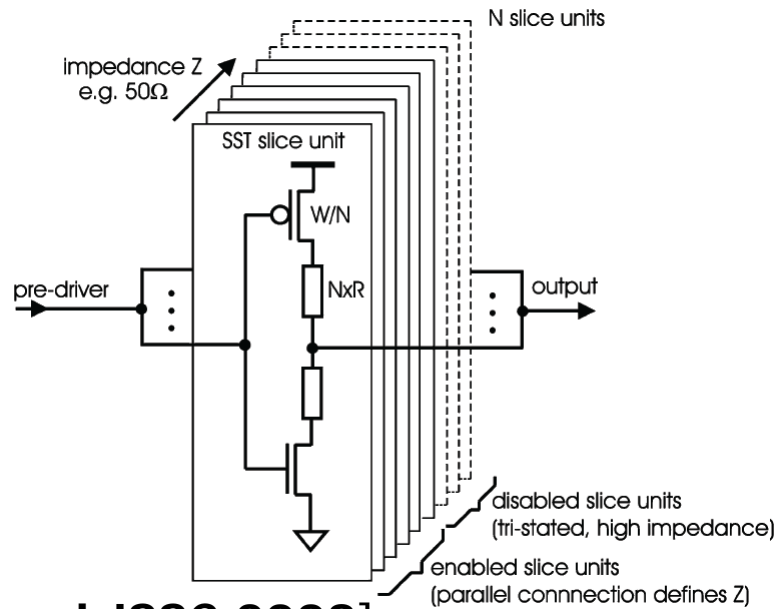 N slice units
impedance Z
e.g. 50Ω
SST slice unit
W/N
NxR
pre-driver
output
disabled slice units
(tri-stated, high impedance)
enabled slice units
(parallel connnection defines Z)